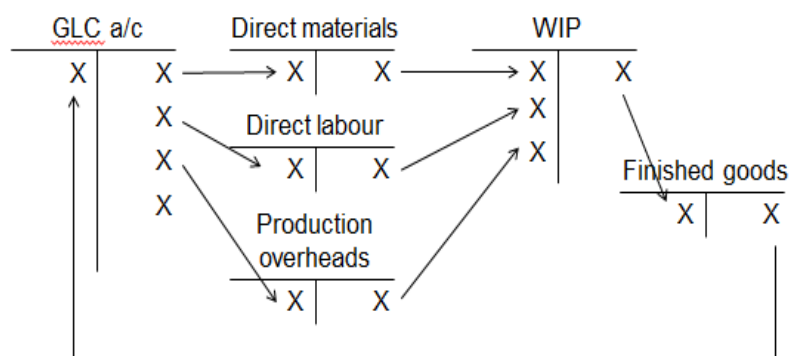 GLC a/c Direct materials WIP
X X X X X X
X X
Direct labour
X X X X
Finished goods
X X X
Production
overheads
X X